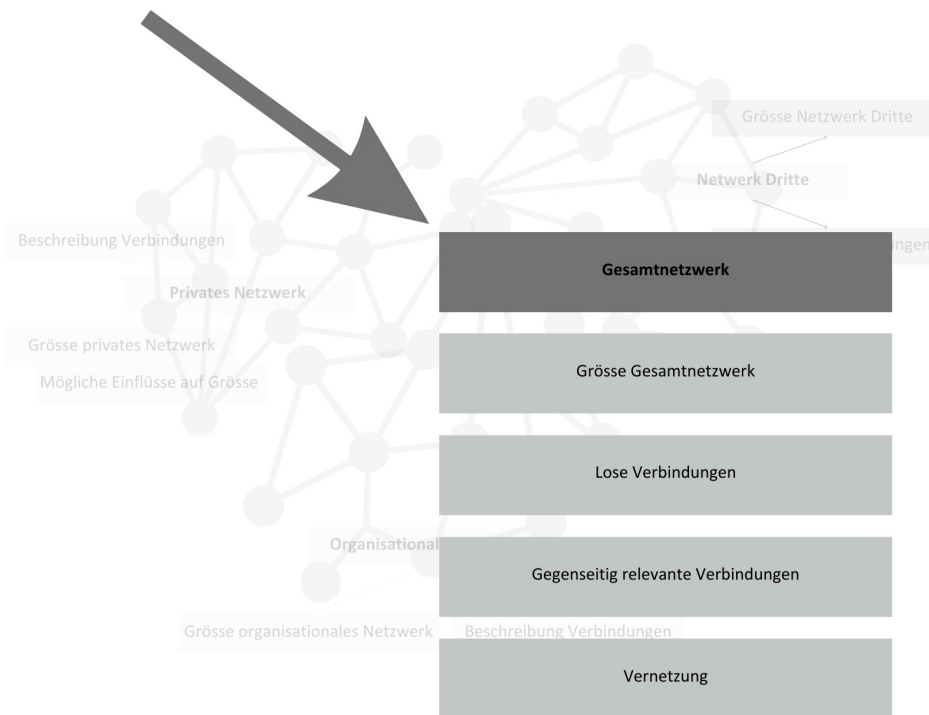 Grösse Netzwerk Dritte
Netwerk Dritte
Beschreibung Verbindungen
Gesamtnetzwerk
Privates Netzwerk
Grösse privates Netzwerk
Grösse Gesamtnetzwerk
Mögliche Einflüsse auf Grösse
Lose Verbindungen
Organisational
Gegenseitig relevante Verbindungen
Grösse organisationales Netzwerk
Beschreibung Verbindungen
Vernetzung